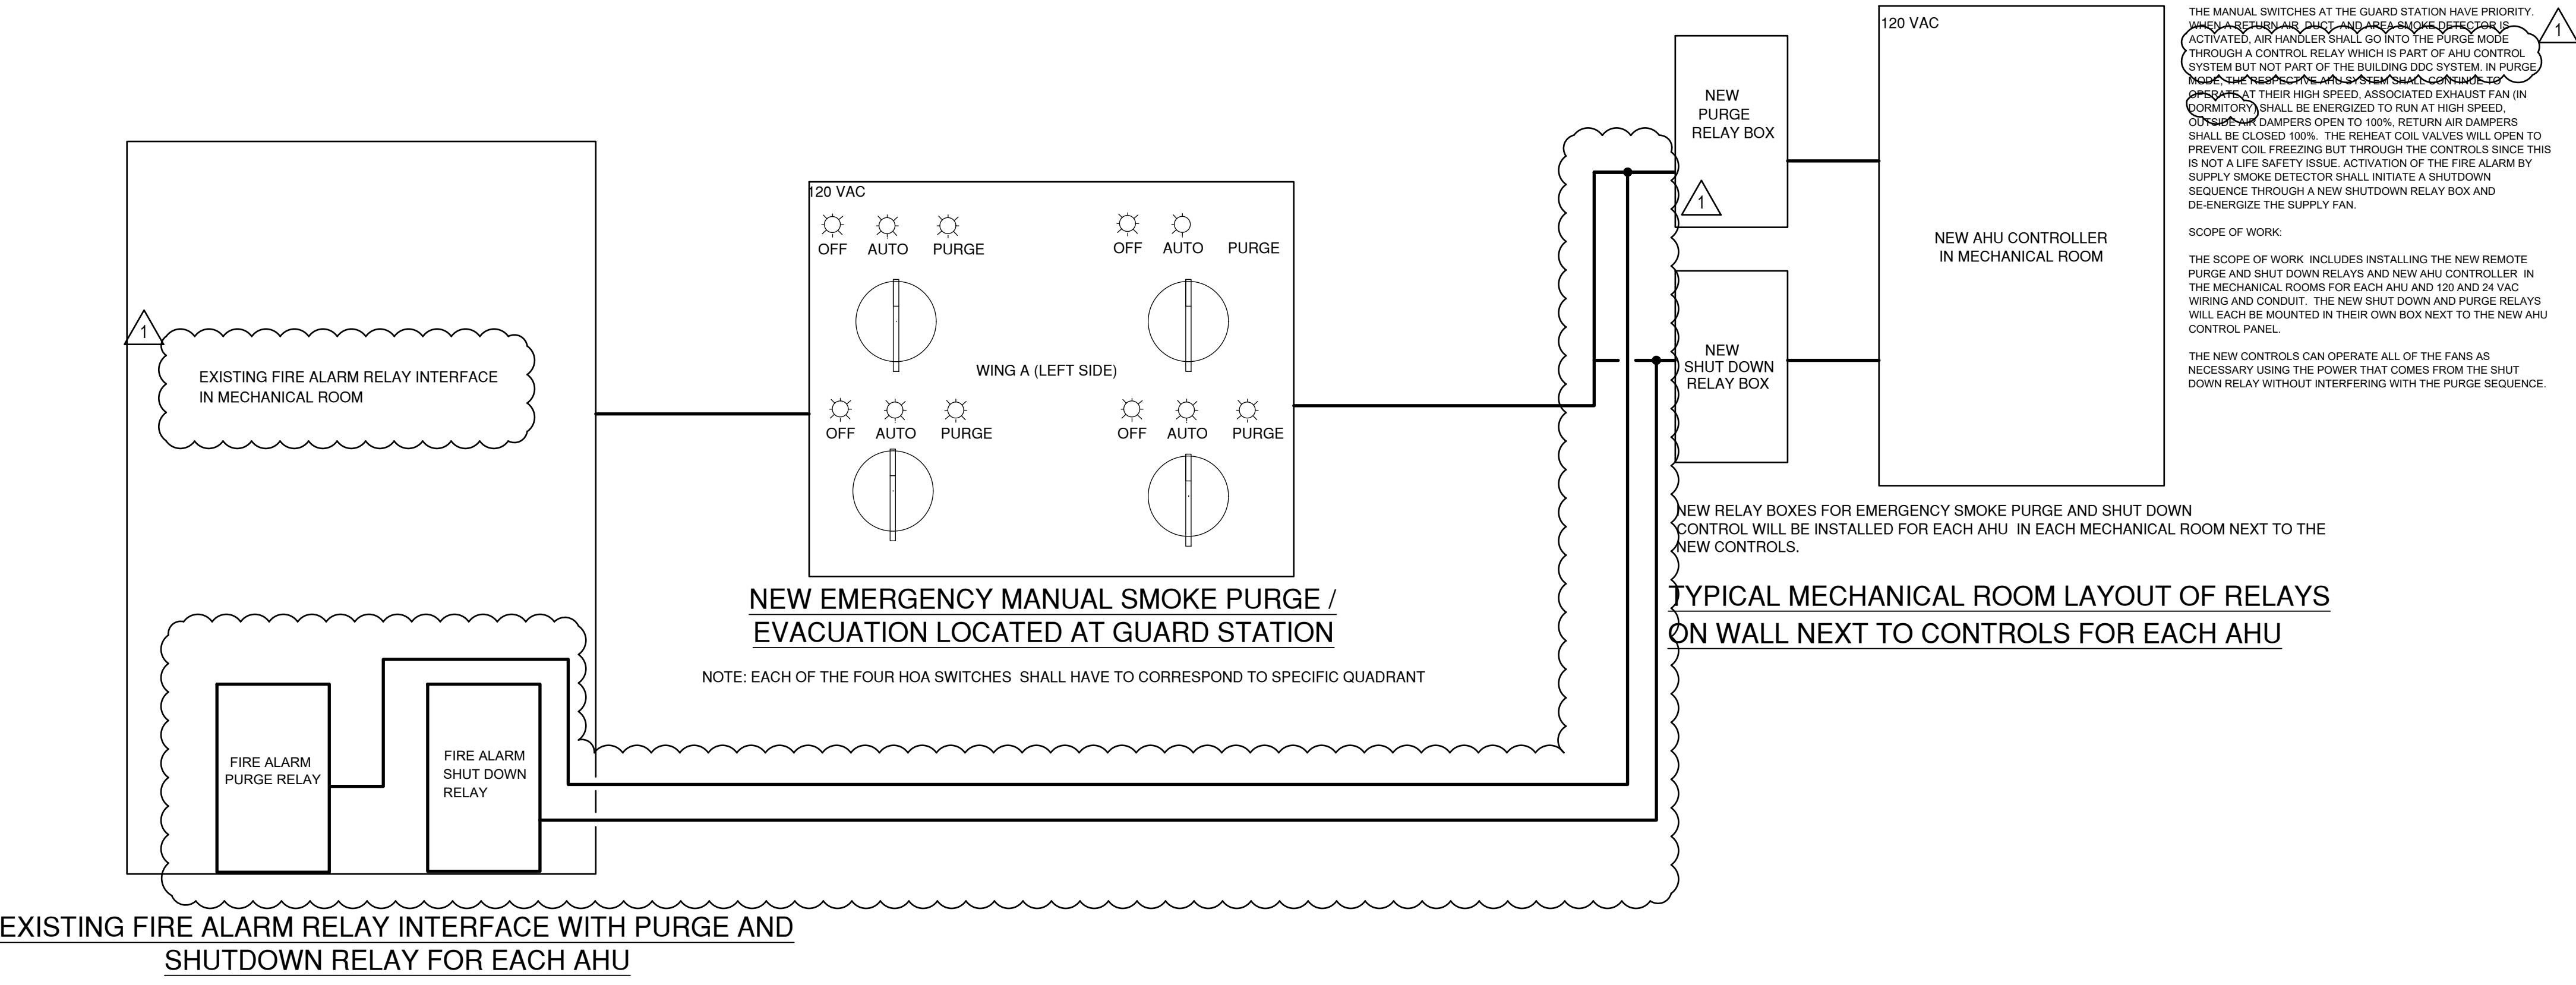 THE MANUAL SWITCHES AT THE GUARD STATION HAVE PRIORITY.
WHEN A RETURN AIR DUCT AND AREA SMOKE DETECTOR IS
ACTIVATED, AIR HANDLER SHALL GO INTO THE PURGE MODE
THROUGH A CONTROL RELAY WHICH IS PART OF AHU CONTROL
SYSTEM BUT NOT PART OF THE BUILDING DDC SYSTEM. IN PURGE
MODE, THE RESPECTIVE AHU SYSTEM SHALL CONTINUE TO
OPERATE AT THEIR HIGH SPEED, ASSOCIATED EXHAUST FAN (IN
DORMITORY) SHALL BE ENERGIZED TO RUN AT HIGH SPEED,
OUTSIDE AIR DAMPERS OPEN TO 100%, RETURN AIR DAMPERS
SHALL BE CLOSED 100%. THE REHEAT COIL VALVES WILL OPEN TO
PREVENT COIL FREEZING BUT THROUGH THE CONTROLS SINCE THIS
IS NOT A LIFE SAFETY ISSUE. ACTIVATION OF THE FIRE ALARM BY
SUPPLY SMOKE DETECTOR SHALL INITIATE A SHUTDOWN
SEQUENCE THROUGH A NEW SHUTDOWN RELAY BOX AND
DE-ENERGIZE THE SUPPLY FAN.
SCOPE OF WORK:
THE SCOPE OF WORK INCLUDES INSTALLING THE NEW REMOTE
PURGE AND SHUT DOWN RELAYS AND NEW AHU CONTROLLER IN
THE MECHANICAL ROOMS FOR EACH AHU AND 120 AND 24 VAC
WIRING AND CONDUIT. THE NEW SHUT DOWN AND PURGE RELAYS
WILL EACH BE MOUNTED IN THEIR OWN BOX NEXT TO THE NEW AHU
CONTROL PANEL.
THE NEW CONTROLS CAN OPERATE ALL OF THE FANS AS
NECESSARY USING THE POWER THAT COMES FROM THE SHUT
DOWN RELAY WITHOUT INTERFERING WITH THE PURGE SEQUENCE.
1
120 VAC
NEW AHU CONTROLLER
IN MECHANICAL ROOM
NEW
PURGE
RELAY BOX
1
NEW
SHUT DOWN
RELAY BOX
NEW RELAY BOXES FOR EMERGENCY SMOKE PURGE AND SHUT DOWN
CONTROL WILL BE INSTALLED FOR EACH AHU IN EACH MECHANICAL ROOM NEXT TO THE
NEW CONTROLS.
TYPICAL MECHANICAL ROOM LAYOUT OF RELAYS
ON WALL NEXT TO CONTROLS FOR EACH AHU
120 VAC
OFF AUTO PURGE
OFF AUTO PURGE
WING A (LEFT SIDE)
OFF AUTO PURGE
OFF AUTO PURGE
NEW EMERGENCY MANUAL SMOKE PURGE /
EVACUATION LOCATED AT GUARD STATION
NOTE: EACH OF THE FOUR HOA SWITCHES SHALL HAVE TO CORRESPOND TO SPECIFIC QUADRANT
1
EXISTING FIRE ALARM RELAY INTERFACE
IN MECHANICAL ROOM
FIRE ALARM
PURGE RELAY
FIRE ALARM
SHUT DOWN
RELAY
EXISTING FIRE ALARM RELAY INTERFACE WITH PURGE AND
SHUTDOWN RELAY FOR EACH AHU